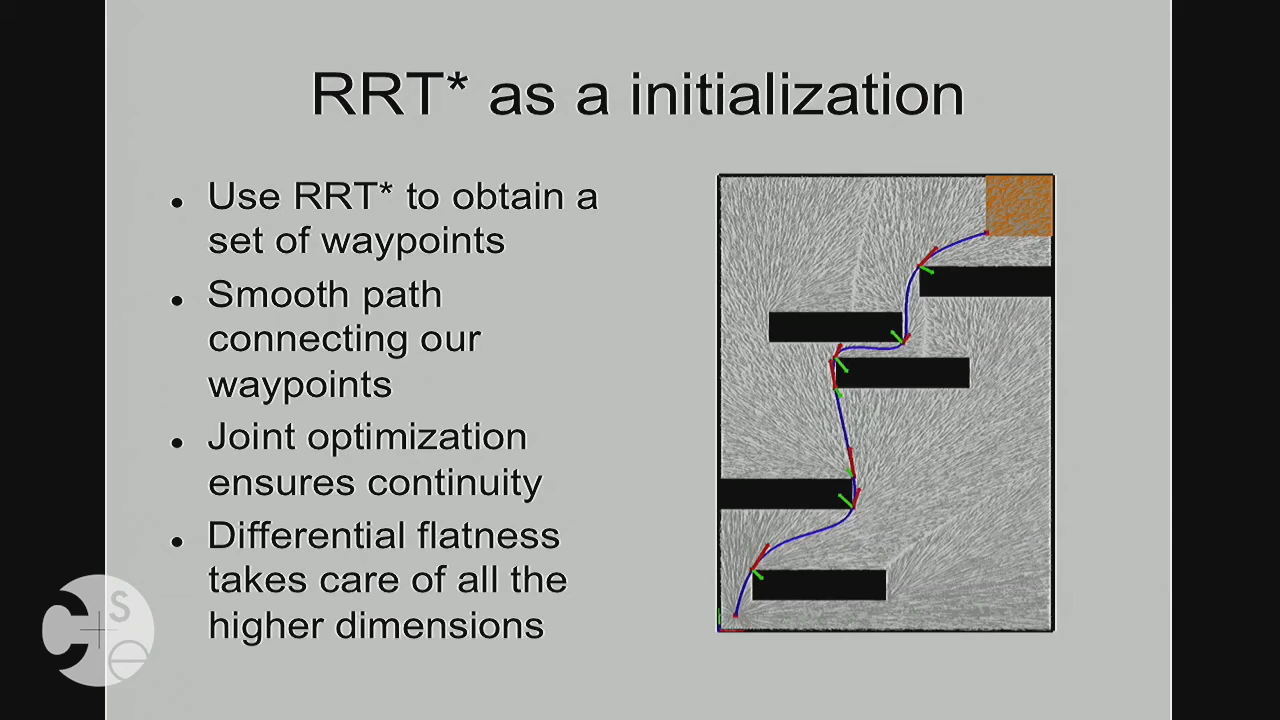 RRT* as a initialization
Use RRT* to obtain a
set of waypoints
Smooth path
connecting our
waypoints
Joint optimization
ensures continuity
Differential flatness
takes care of all the
higher dimensions
C S e